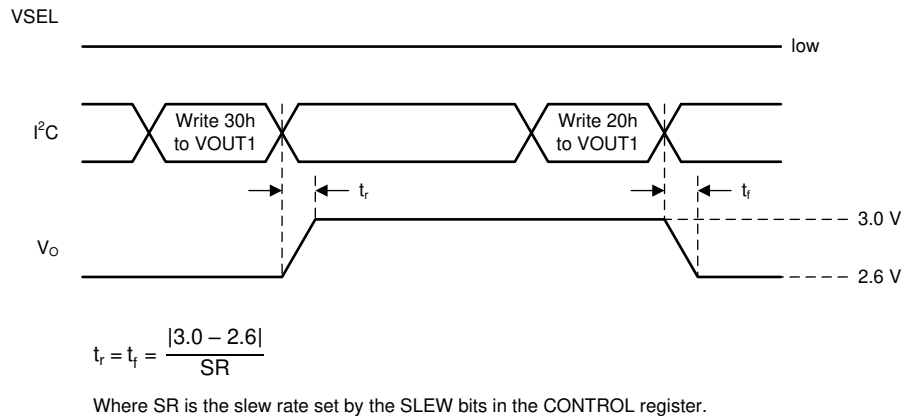 VSEL
low
I²C
Write 30h
to VOUT1
Write 20h
to VOUT1
tr
tf
VO
3.0 V
2.6 V
tr = tf = |3.0 – 2.6| / SR
Where SR is the slew rate set by the SLEW bits in the CONTROL register.